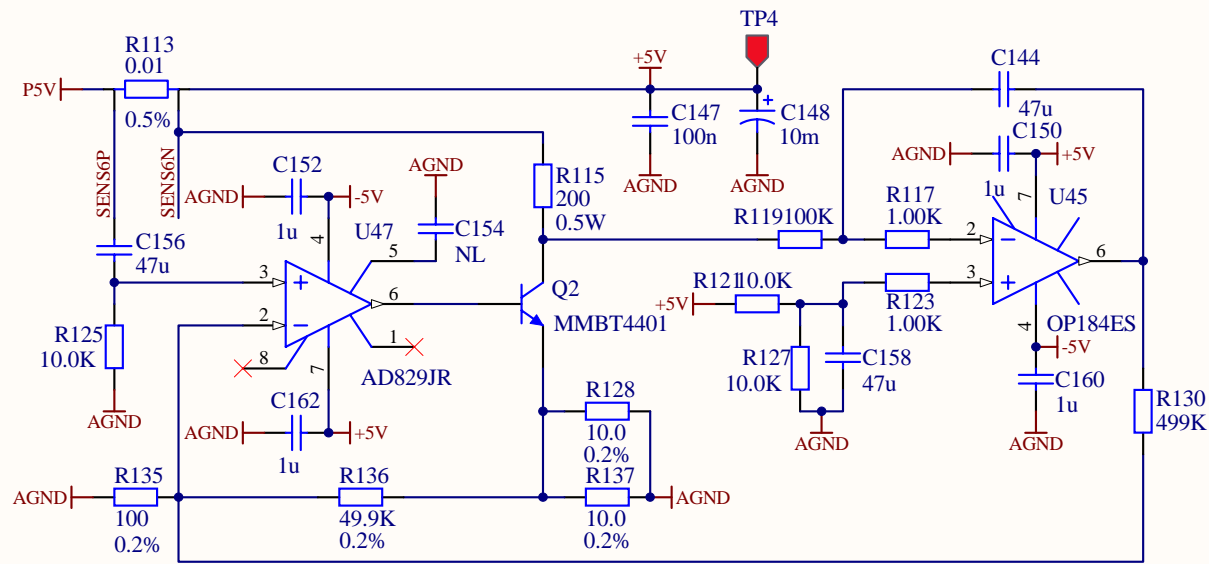 TP4
R113
0.01
P5V
0.5%
+5V
C147
100n
AGND
C148
10m
AGND
C144
47u
C150
AGND
+5V
1u
7
U45
SENS6P
SENS6N
C152
AGND
-5V
1u
4
U47
AGND
C154
NL
5
R115
200
0.5W
R119
100K
R117
1.00K
2
6
C156
47u
3
6
Q2
MMBT4401
R121
10.0K
+5V
3
R123
1.00K
4
OP184ES
-5V
R125
10.0K
AGND
2
8
7
1
AD829JR
R127
10.0K
C158
47u
AGND
C160
1u
AGND
R130
499K
C162
AGND
+5V
1u
R128
10.0
0.2%
R135
AGND
100
0.2%
R136
49.9K
0.2%
R137
AGND
10.0
0.2%